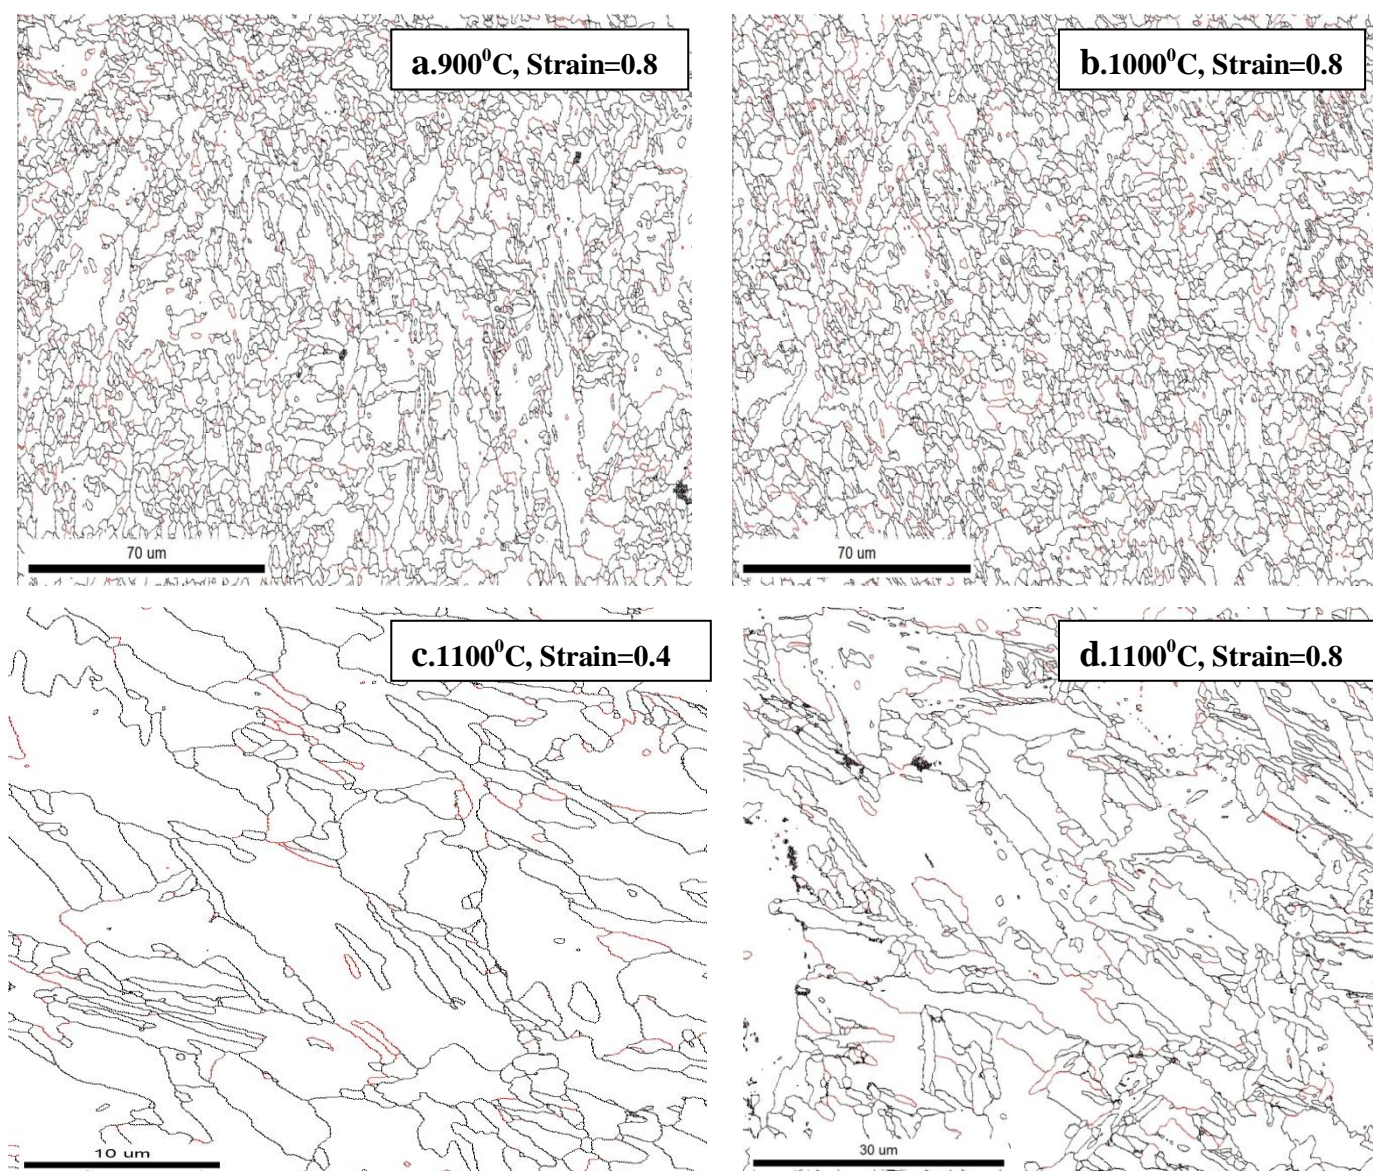 a.900⁰C, Strain=0.8
b.1000⁰C, Strain=0.8
70 um
70 um
c.1100⁰C, Strain=0.4
d.1100⁰C, Strain=0.8
10 um
30 um